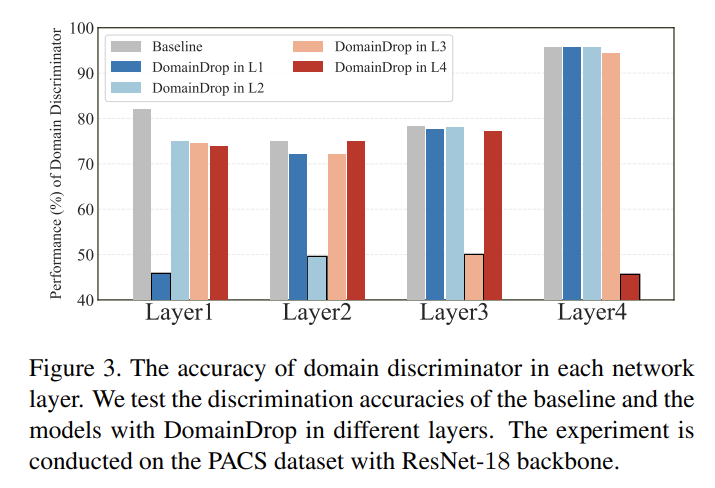 Performance (%) of Domain Discriminator
100
90
80
70
60
50
40
Baseline
DomainDrop in L1
DomainDrop in L2
DomainDrop in L3
DomainDrop in L4
Layer1
Layer2
Layer3
Layer4
Figure 3. The accuracy of domain discriminator in each network
layer. We test the discrimination accuracies of the baseline and the
models with DomainDrop in different layers. The experiment is
conducted on the PACS dataset with ResNet-18 backbone.